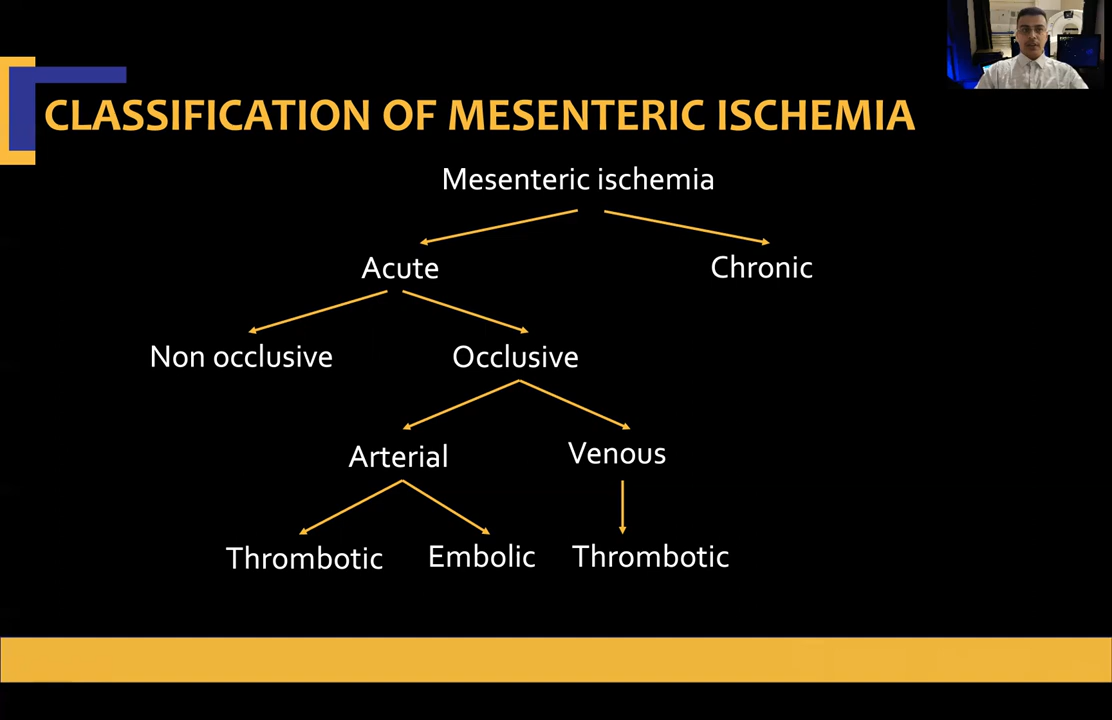 CLASSIFICATION OF MESENTERIC ISCHEMIA
Mesenteric ischemia
Acute
Chronic
Non occlusive
Occlusive
Arterial
Venous
Thrombotic
Embolic
Thrombotic